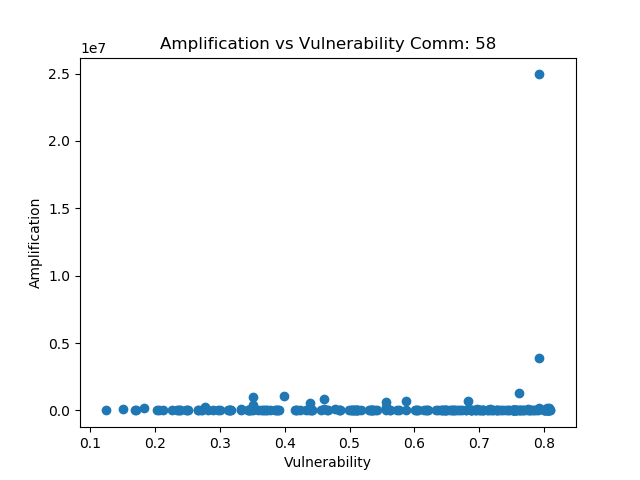 Amplification vs Vulnerability Comm: 58
1e7
2.5
2.0
1.5
1.0
0.5
0.0
Amplification
0.1 0.2 0.3 0.4 0.5 0.6 0.7 0.8
Vulnerability